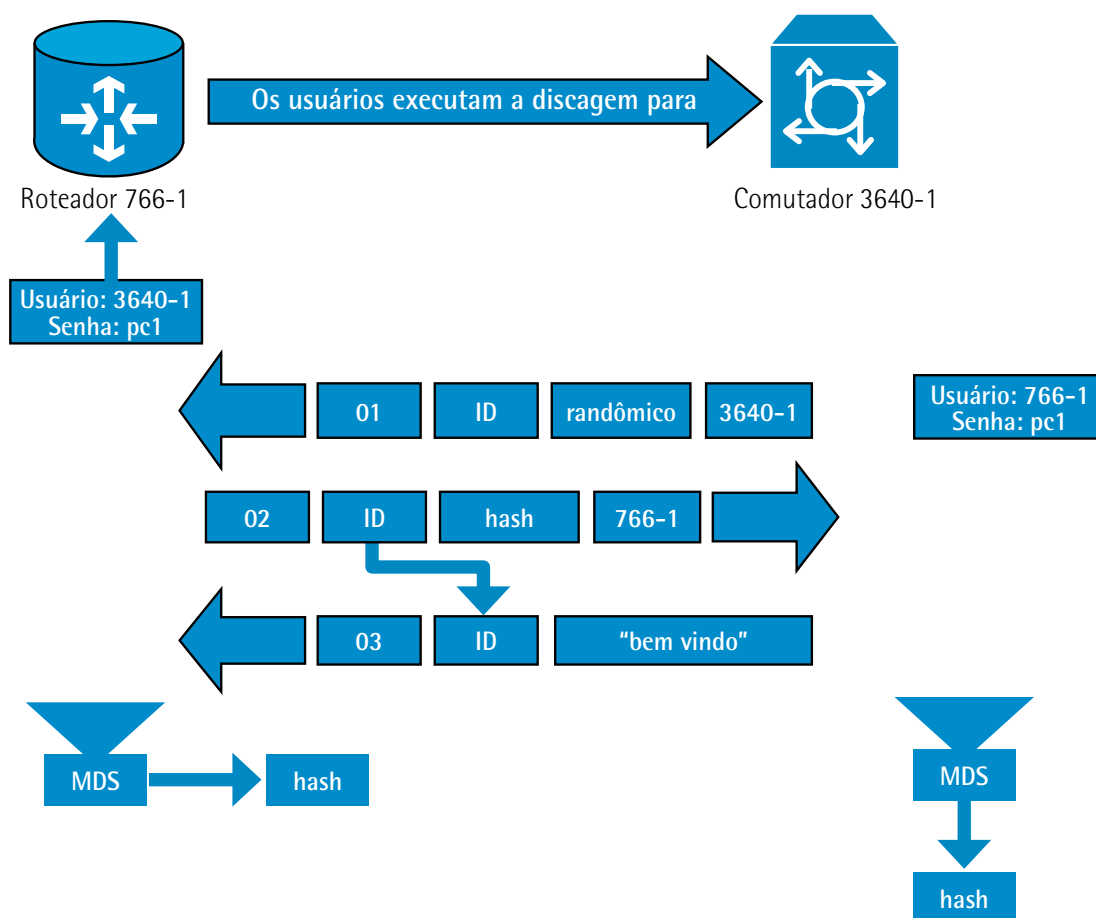 Os usuários executam a discagem para
Roteador 766-1
Comutador 3640-1
Usuário: 3640-1
Senha: pc1
01
ID
randômico
3640-1
Usuário: 766-1
Senha: pc1
02
ID
hash
766-1
03
ID
“bem vindo”
MDS
hash
MDS
hash